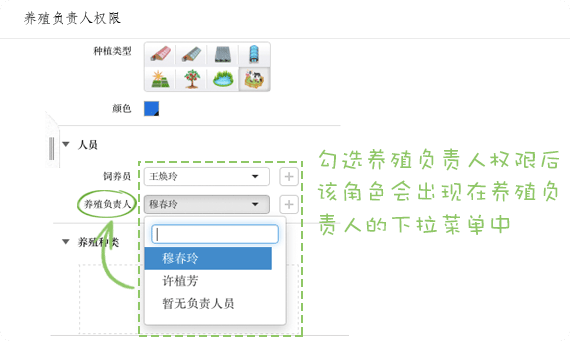 养殖负责人权限
种植类型
颜色
人员
饲养员 王焕玲
养殖负责人 穆春玲
勾选养殖负责人权限后
该角色会出现在养殖负
责人的下拉菜单中
养殖种类
穆春玲
许植芳
暂无负责人员